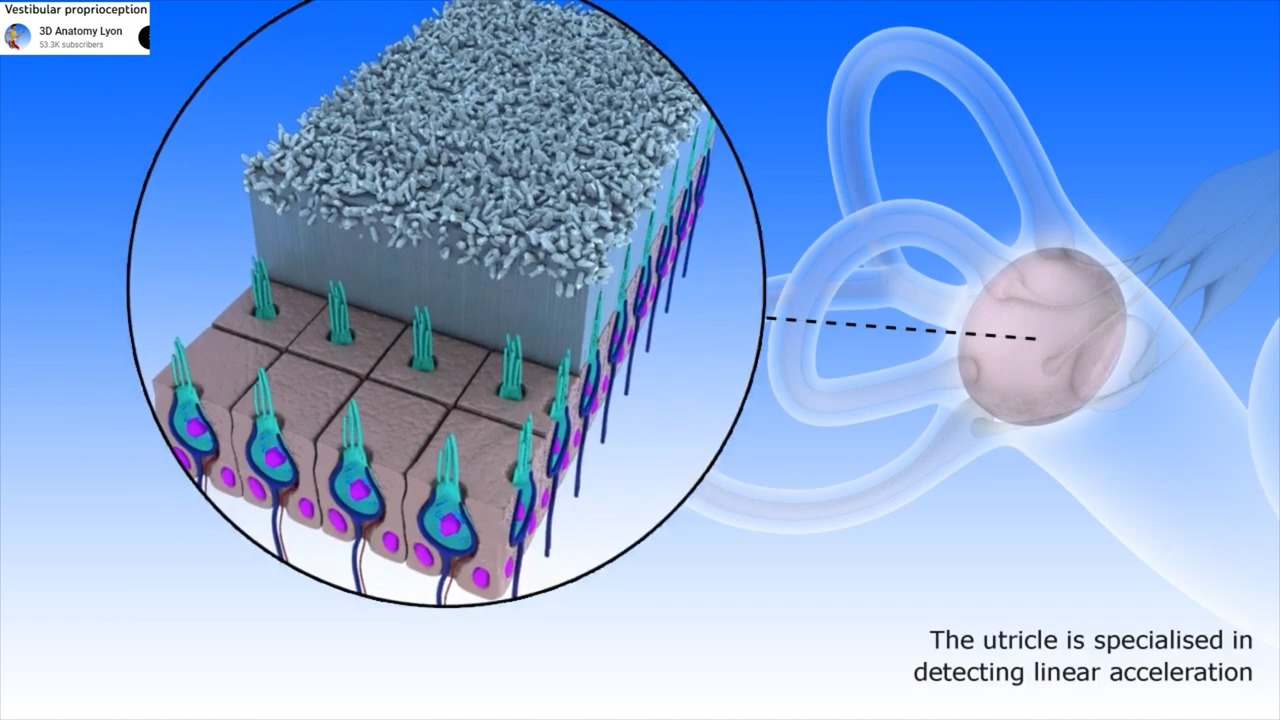 Vestibular proprioception
3D Anatomy Lyon
53.3K subscribers
The utricle is specialised in
detecting linear acceleration